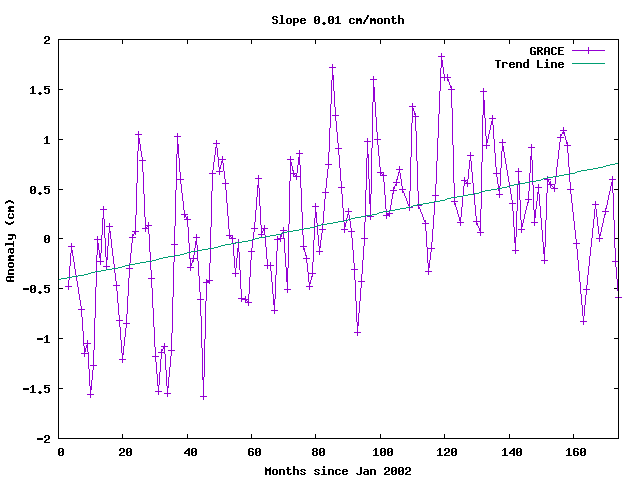 Slope 0.01 cm/month
GRACE
Trend Line
2
1.5
1
0.5
0
-0.5
-1
-1.5
-2
Anomaly (cm)
0 20 40 60 80 100 120 140 160
Months since Jan 2002